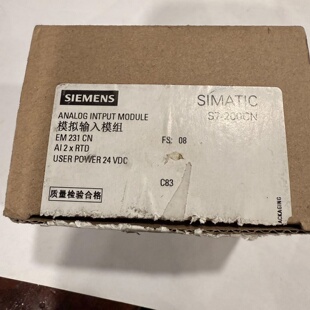 SIEMENS
SIMATIC
ANALOG INTPUT MODULE
S7-200CN
模拟输入模组
EM 231 CN
FS: 08
AI 2 x RTD
USER POWER 24 VDC
C83
质量检验合格
PACKAGING